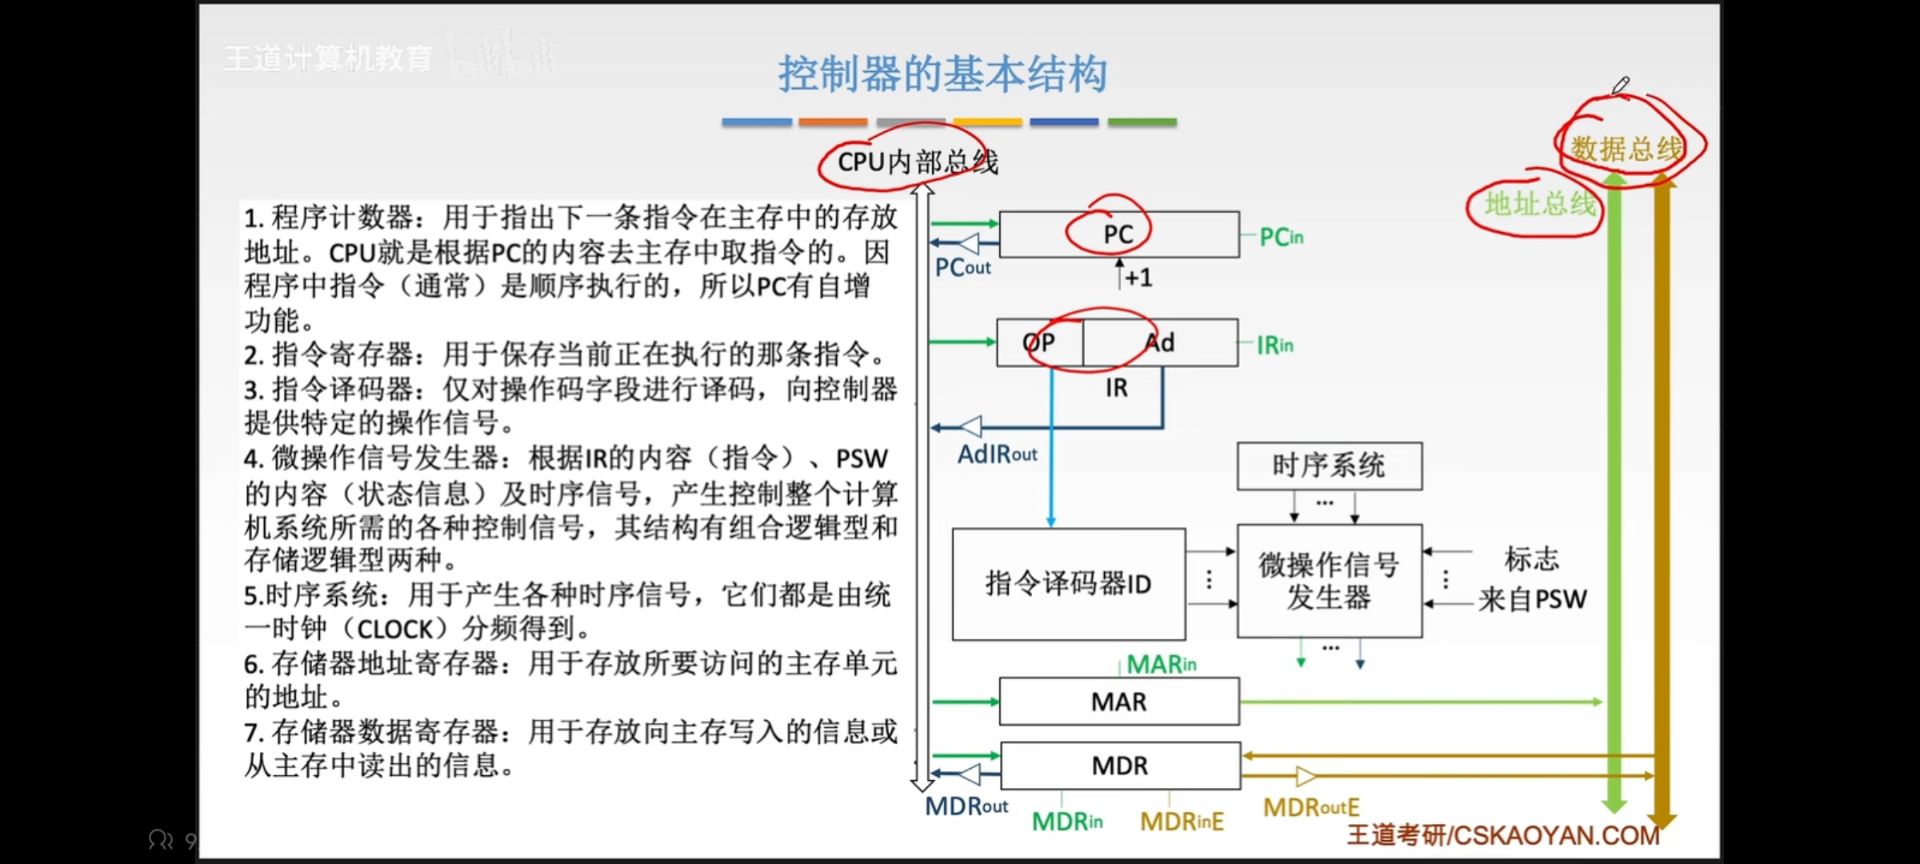 王道计算机教育
控制器的基本结构
CPU内部总线
数据总线
地址总线
1. 程序计数器：用于指出下一条指令在主存中的存放
地址。CPU就是根据PC的内容去主存中取指令的。因
程序中指令（通常）是顺序执行的，所以PC有自增
功能。
2. 指令寄存器：用于保存当前正在执行的那条指令。
3. 指令译码器：仅对操作码字段进行译码，向控制器
提供特定的操作信号。
4. 微操作信号发生器：根据IR的内容（指令）、PSW
的内容（状态信息）及时序信号，产生控制整个计算
机系统所需的各种控制信号，其结构有组合逻辑型和
存储逻辑型两种。
5.时序系统：用于产生各种时序信号，它们都是由统
一时钟（CLOCK）分频得到。
6. 存储器地址寄存器：用于存放所要访问的主存单元
的地址。
7. 存储器数据寄存器：用于存放向主存写入的信息或
从主存中读出的信息。
PC
PCin
PCout
+1
OP
Ad
IRin
IR
AdIRout
时序系统
...
指令译码器ID
⋮
微操作信号
发生器
⋮
标志
来自PSW
...
MARin
MAR
MDR
MDRout
MDRin
MDRinE
MDRoutE
王道考研/CSKAOYAN.COM
9